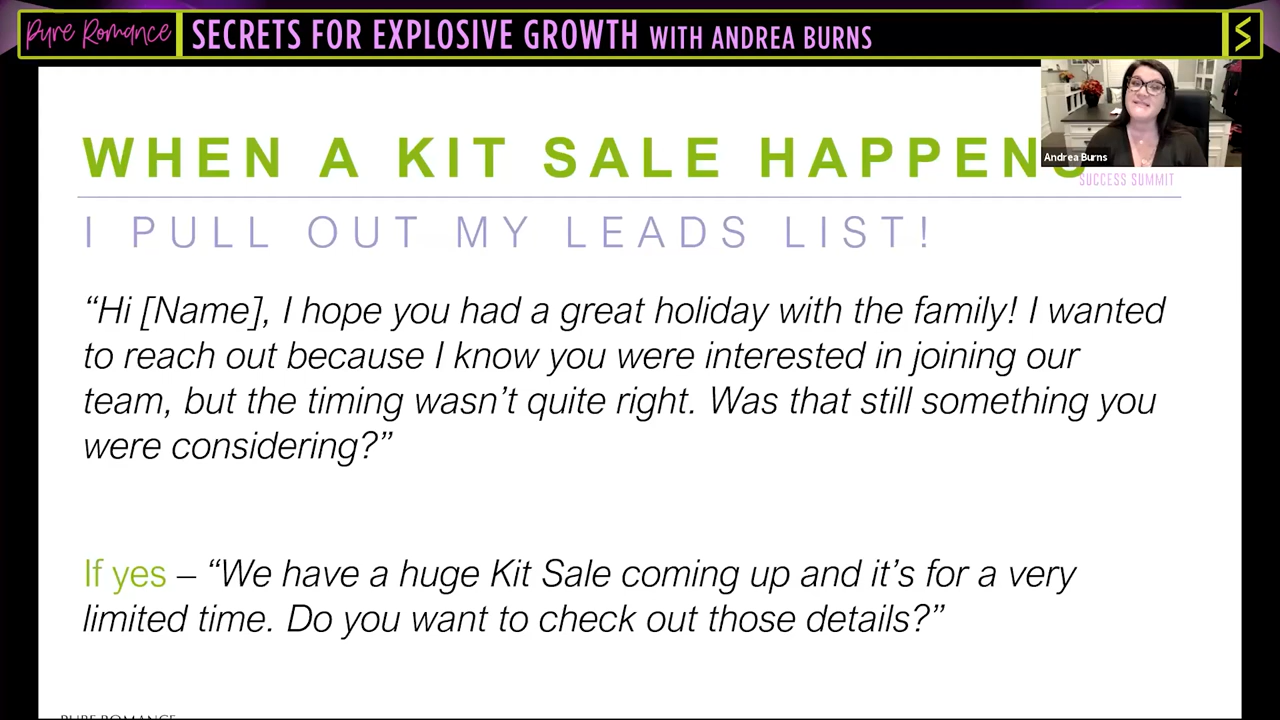 Pure Romance SECRETS FOR EXPLOSIVE GROWTH WITH ANDREA BURNS
WHEN A KIT SALE HAPPENS
Andrea Burns
SUCCESS SUMMIT
I PULL OUT MY LEADS LIST!
“Hi [Name], I hope you had a great holiday with the family! I wanted
to reach out because I know you were interested in joining our
team, but the timing wasn’t quite right. Was that still something you
were considering?”
If yes – “We have a huge Kit Sale coming up and it’s for a very
limited time. Do you want to check out those details?”
PURE ROMANCE